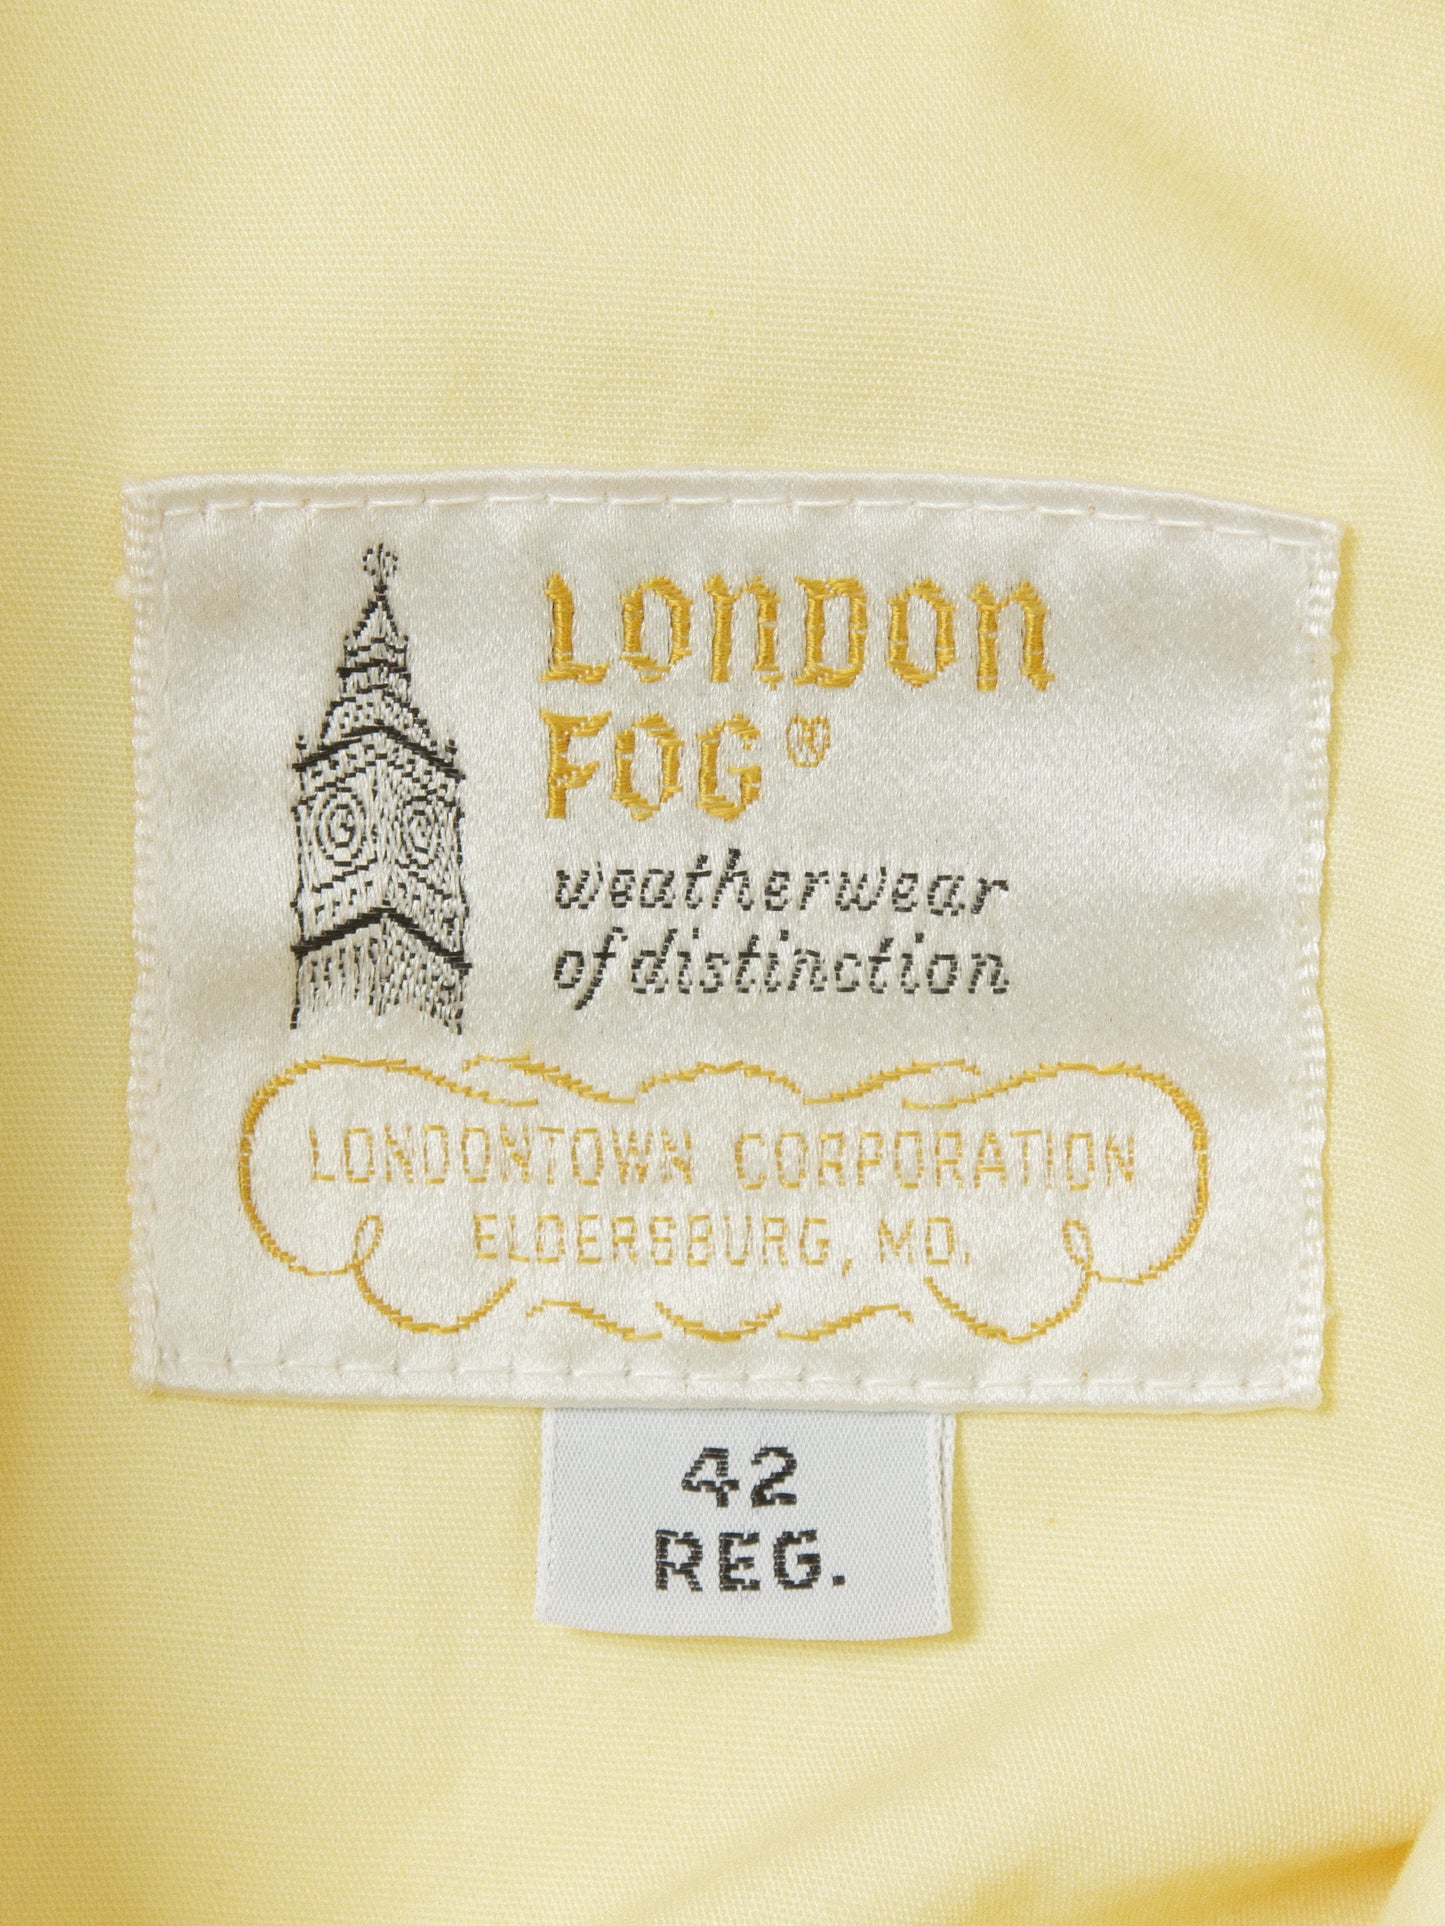 LONDON
FOG®
weatherwear
of distinction
LONDONTOWN CORPORATION
ELDERSBURG, MD.
42
REG.